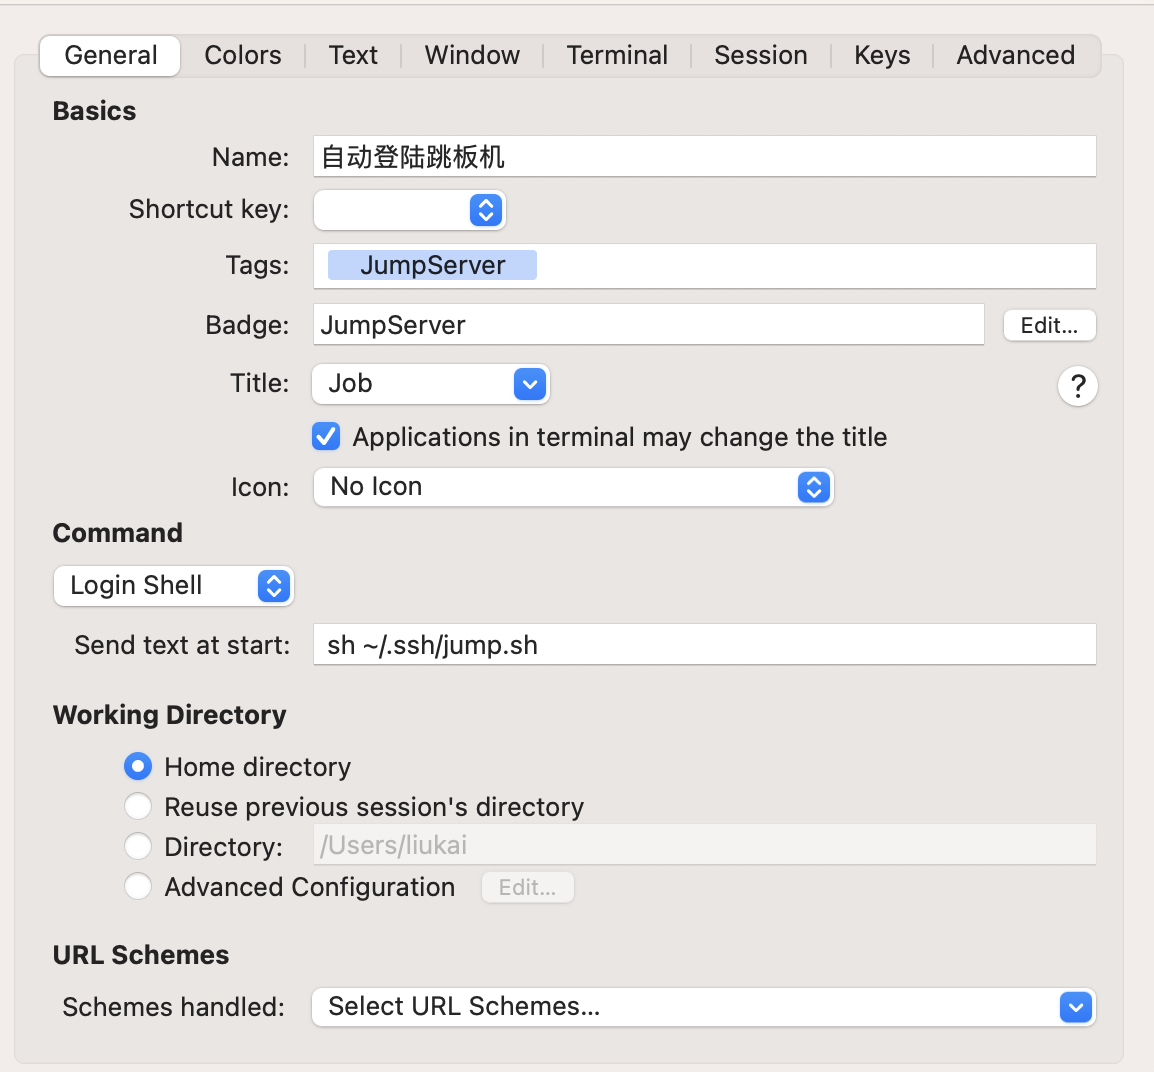 General Colors Text Window Terminal Session Keys Advanced
Basics
Name: 自动登陆跳板机
Shortcut key:
Tags: JumpServer
Badge: JumpServer Edit...
Title: Job ?
Applications in terminal may change the title
Icon: No Icon
Command
Login Shell
Send text at start: sh ~/.ssh/jump.sh
Working Directory
Home directory
Reuse previous session's directory
Directory: /Users/liukai
Advanced Configuration Edit...
URL Schemes
Schemes handled: Select URL Schemes...